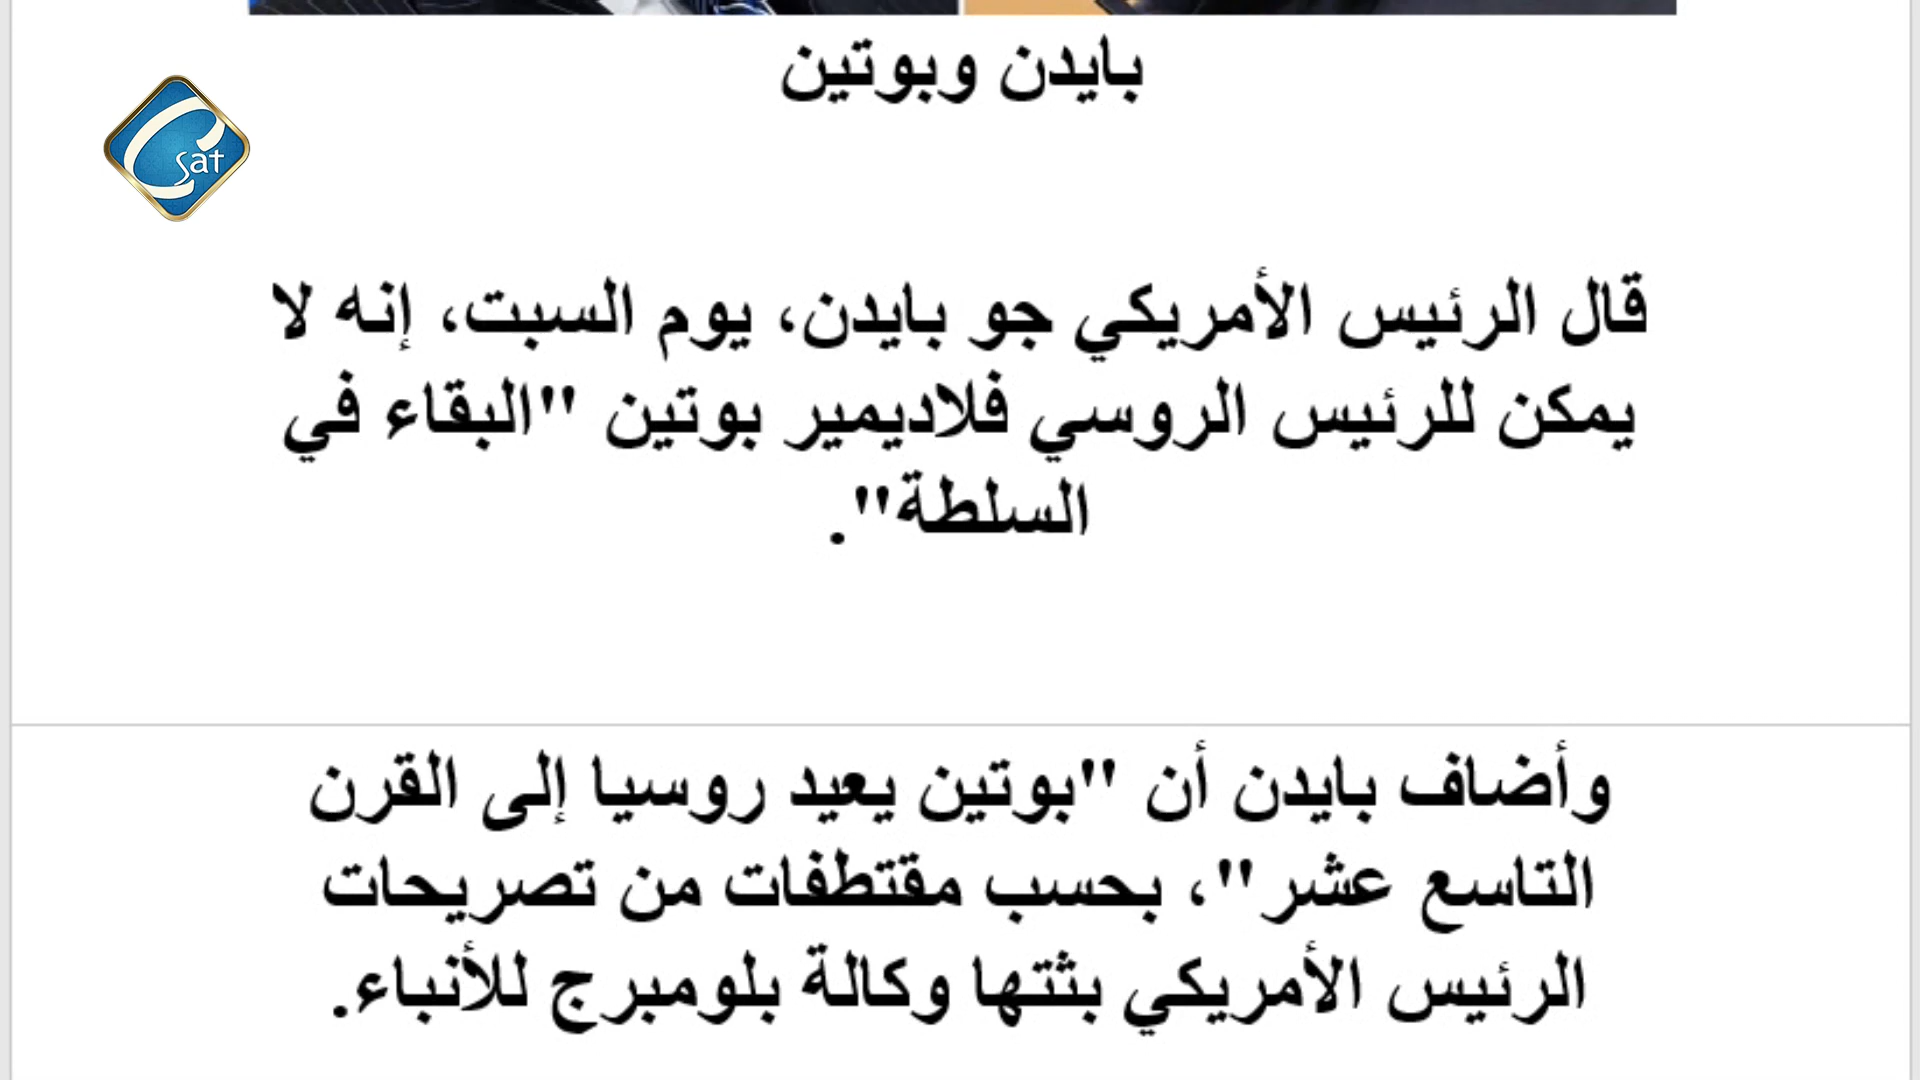 بايدن وبوتين
sat
قال الرئيس الأمريكي جو بايدن، يوم السبت، إنه لا
يمكن للرئيس الروسي فلاديمير بوتين "البقاء في
السلطة".
وأضاف بايدن أن "بوتين يعيد روسيا إلى القرن
التاسع عشر"، بحسب مقتطفات من تصريحات
الرئيس الأمريكي بثتها وكالة بلومبرج للأنباء.